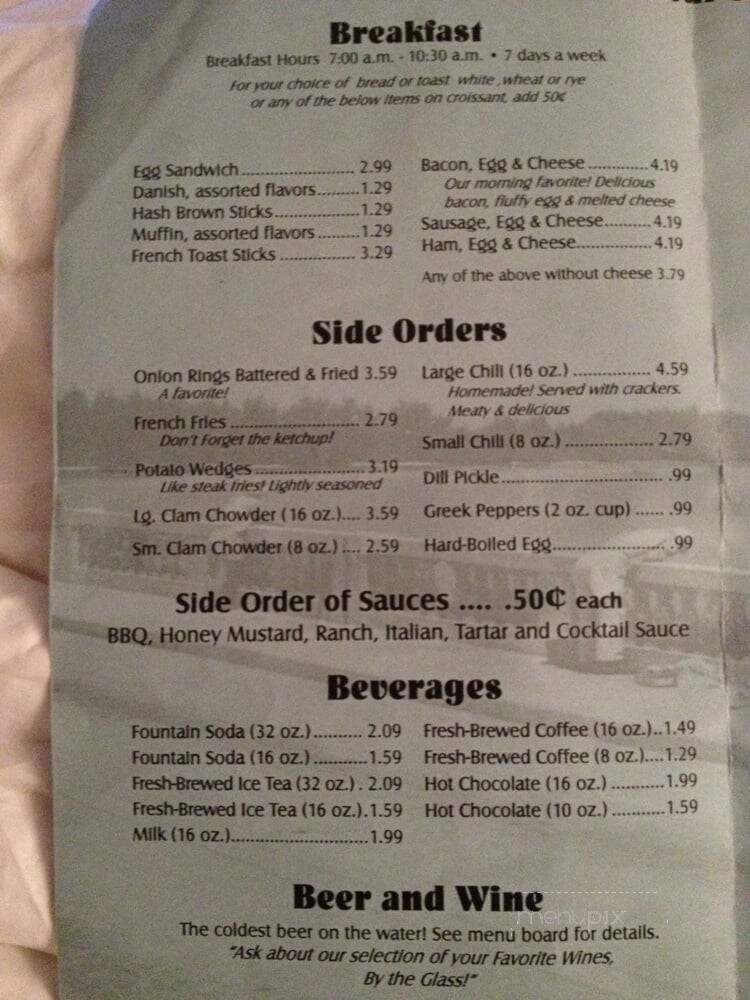 Breakfast
Breakfast Hours 7:00 a.m. - 10:30 a.m. • 7 days a week
For your choice of bread or toast white ,wheat or rye
or any of the below items on croissant, add 50¢
Egg Sandwich.......................... 2.99
Danish, assorted flavors.........1.29
Hash Brown Sticks...................1.29
Muffin, assorted flavors..........1.29
French Toast Sticks ................. 3.29
Bacon, Egg & Cheese .............4.19
Our morning favorite! Delicious
bacon, fluffy egg & melted cheese
Sausage, Egg & Cheese..........4.19
Ham, Egg & Cheese.................4.19
Any of the above without cheese 3.79
Side Orders
Onion Rings Battered & Fried 3.59
A favorite!
French Fries ............................. 2.79
Don't Forget the ketchup!
Potato Wedges ........................3.19
Like steak fries! Lightly seasoned
Lg. Clam Chowder (16 oz.).... 3.59
Sm. Clam Chowder (8 oz.) .... 2.59
Large Chili (16 oz.) ................. 4.59
Homemade! Served with crackers.
Meaty & delicious
Small Chili (8 oz.) .................... 2.79
Dill Pickle.................................... .99
Greek Peppers (2 oz. cup) ...... .99
Hard-Boiled Egg......................... .99
Side Order of Sauces .... .50¢ each
BBQ, Honey Mustard, Ranch, Italian, Tartar and Cocktail Sauce
Beverages
Fountain Soda (32 oz.).......... 2.09
Fountain Soda (16 oz.) ...........1.59
Fresh-Brewed Ice Tea (32 oz.) . 2.09
Fresh-Brewed Ice Tea (16 oz.).1.59
Milk (16 oz.)..............................1.99
Fresh-Brewed Coffee (16 oz.)..1.49
Fresh-Brewed Coffee (8 oz.)....1.29
Hot Chocolate (16 oz.) ...........1.99
Hot Chocolate (10 oz.) ...........1.59
Beer and Wine
menupix
The coldest beer on the water! See menu board for details.
"Ask about our selection of your Favorite Wines,
By the Glass!"